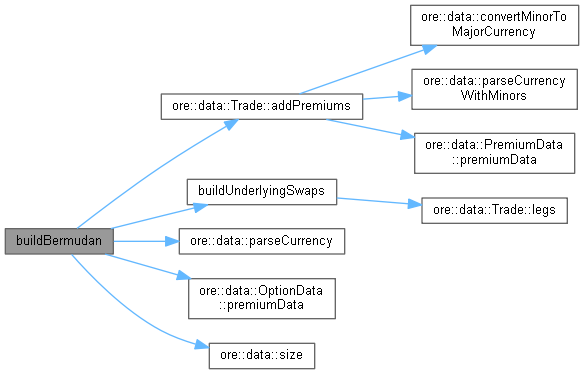 buildBermudan
ore::data::Trade::addPremiums
ore::data::convertMinorTo
MajorCurrency
ore::data::parseCurrency
WithMinors
ore::data::PremiumData
::premiumData
buildUnderlyingSwaps
ore::data::Trade::legs
ore::data::parseCurrency
ore::data::OptionData
::premiumData
ore::data::size